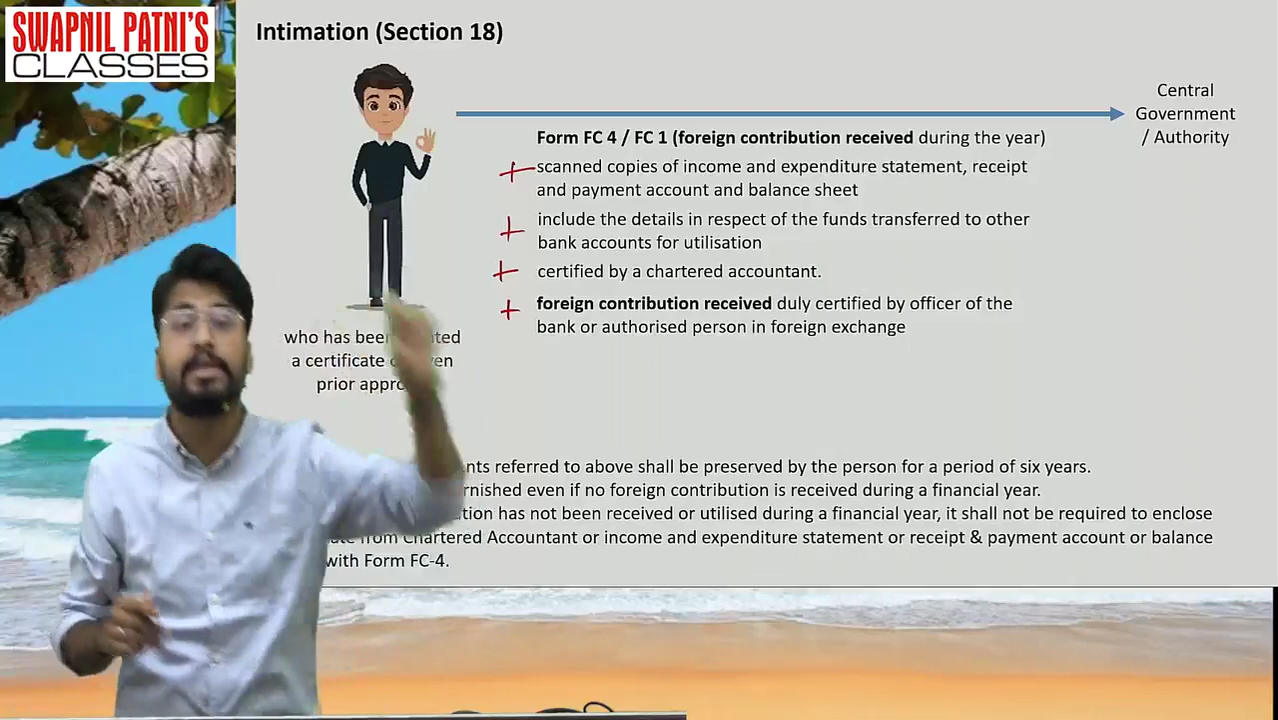 SWAPNIL PATNI'S
CLASSES
Intimation (Section 18)
Central
Government
/ Authority
Form FC 4 / FC 1 (foreign contribution received during the year)
scanned copies of income and expenditure statement, receipt
and payment account and balance sheet
include the details in respect of the funds transferred to other
bank accounts for utilisation
certified by a chartered accountant.
foreign contribution received duly certified by officer of the
bank or authorised person in foreign exchange
who has been
a certificate
prior
referred to above shall be preserved by the person for a period of six years.
even if no foreign contribution is received during a financial year.
has not been received or utilised during a financial year, it shall not be required to enclose
from Chartered Accountant or income and expenditure statement or receipt & payment account or balance
with Form FC-4.